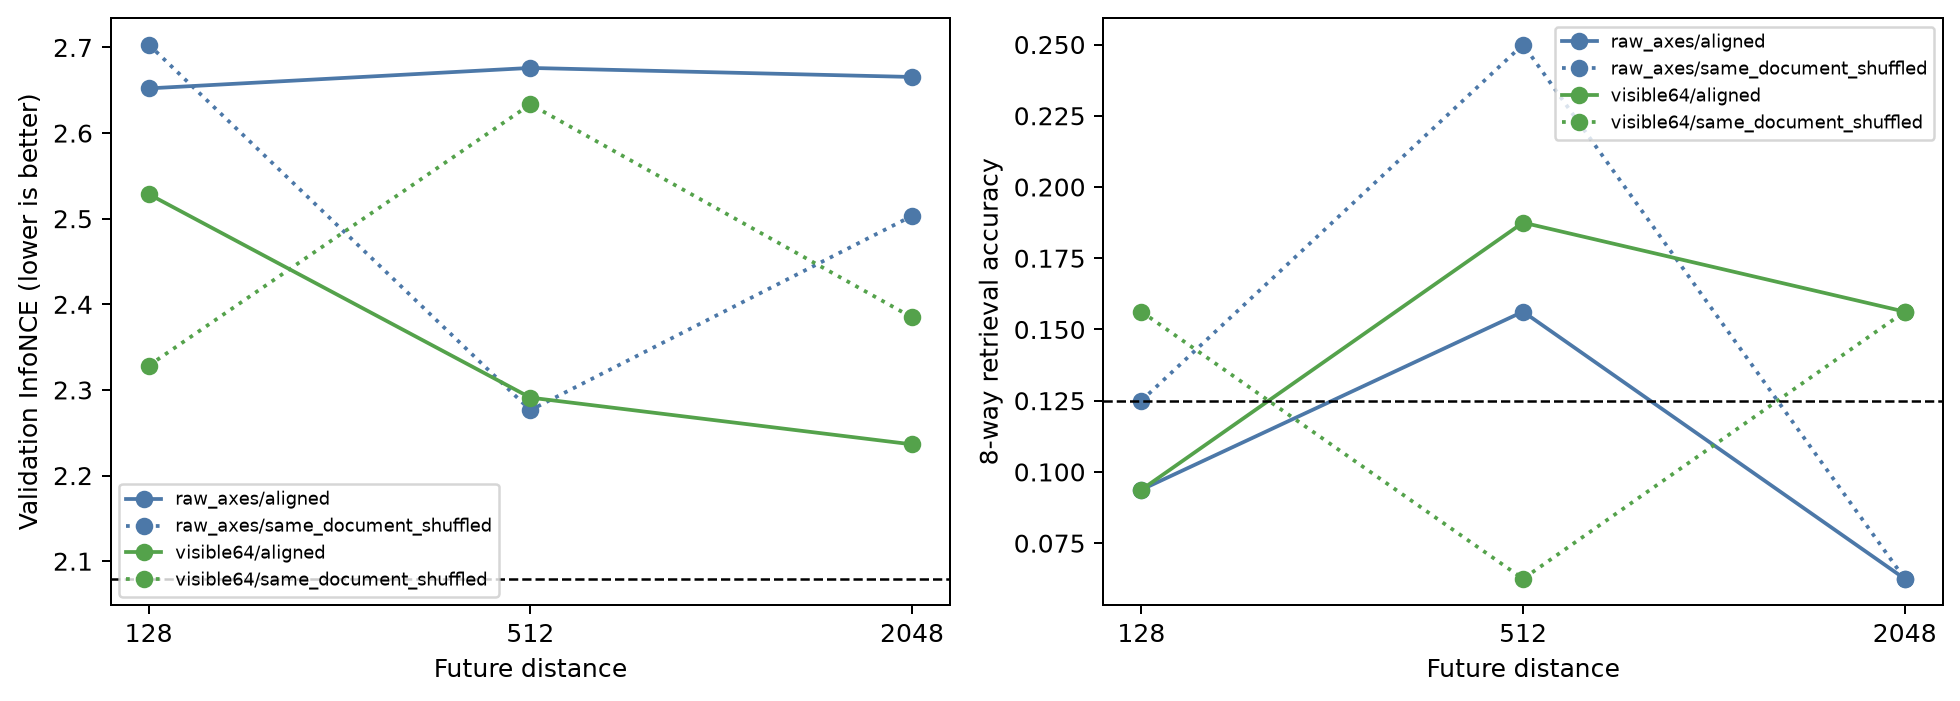 Validation InfoNCE (lower is better)
2.7
2.6
2.5
2.4
2.3
2.2
2.1
raw_axes/aligned
raw_axes/same_document_shuffled
visible64/aligned
visible64/same_document_shuffled
128
512
2048
Future distance
8-way retrieval accuracy
0.250
0.225
0.200
0.175
0.150
0.125
0.100
0.075
raw_axes/aligned
raw_axes/same_document_shuffled
visible64/aligned
visible64/same_document_shuffled
128
512
2048
Future distance